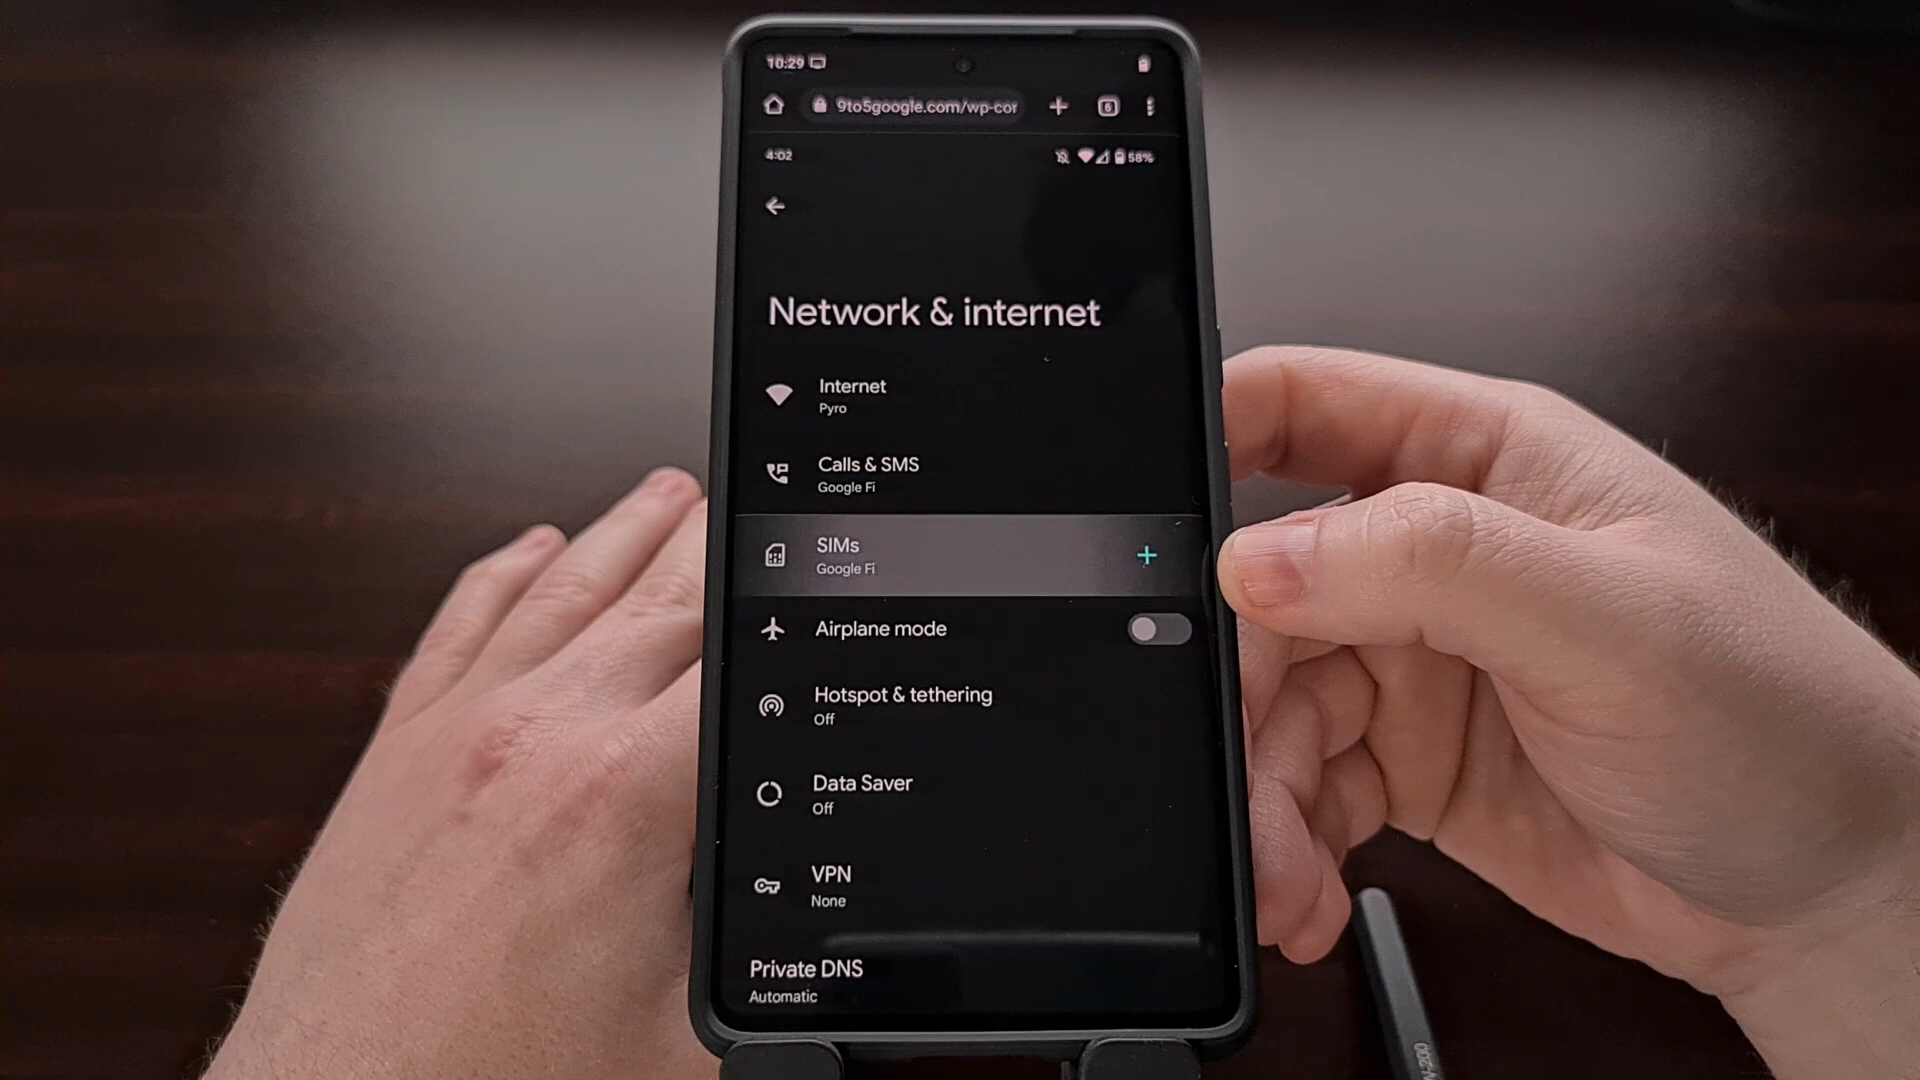 10:29
9to5google.com/wp-cor
6
4:02
58%
Network & internet
Internet
Pyro
Calls & SMS
Google Fi
SIMs
Google Fi
Airplane mode
Hotspot & tethering
Off
Data Saver
Off
VPN
None
Private DNS
Automatic